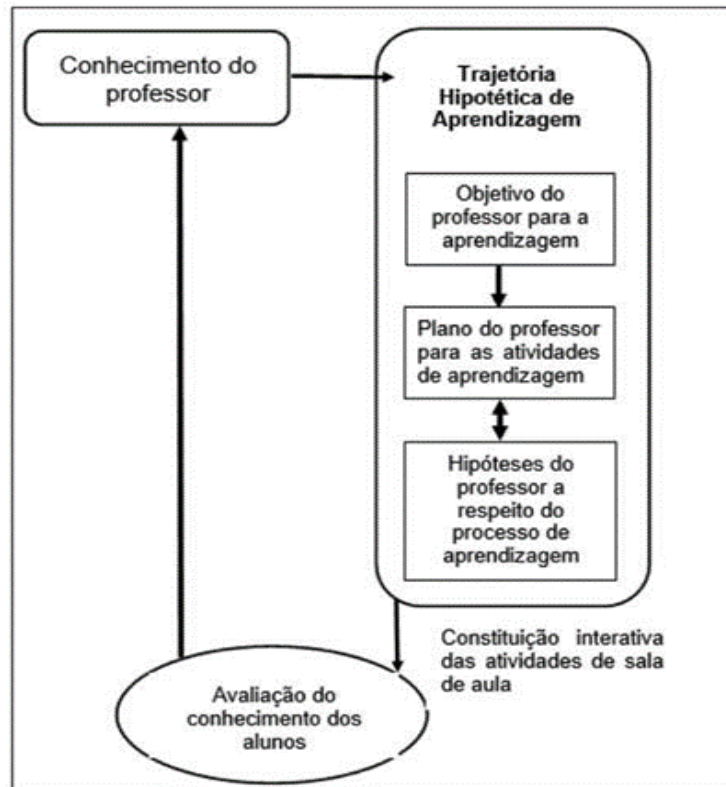 Conhecimento do
professor
Trajetória
Hipotética de
Aprendizagem
Objetivo do
professor para a
aprendizagem
Plano do professor
para as atividades
de aprendizagem
Hipóteses do
professor a
respeito do
processo de
aprendizagem
Constituição interativa
das atividades de sala
de aula
Avaliação do
conhecimento dos
alunos